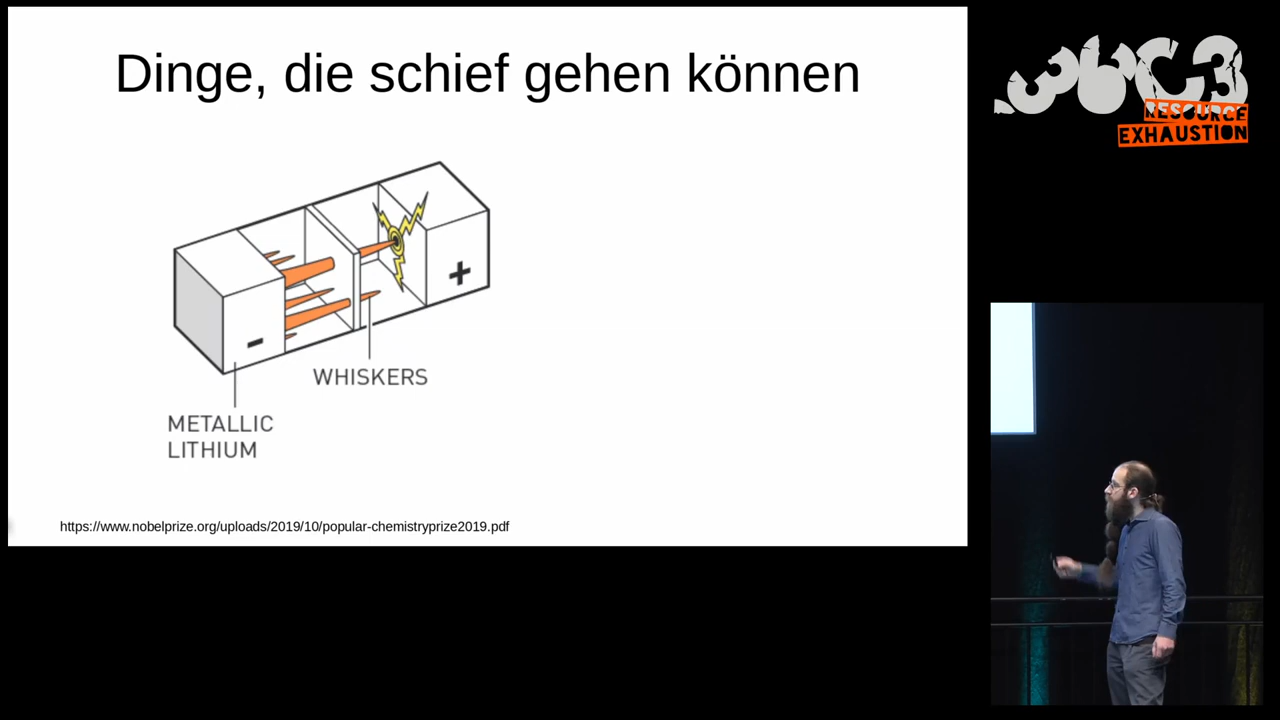 Dinge, die schief gehen können
-
+
WHISKERS
METALLIC
LITHIUM
https://www.nobelprize.org/uploads/2019/10/popular-chemistryprize2019.pdf
36C3
RESOURCE
EXHAUSTION